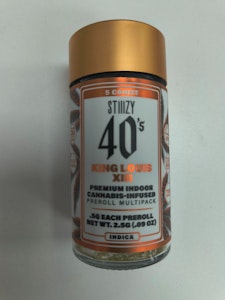 5 COUNT
STIIIZY
40's
KING LOUIS
XIII
PREMIUM INDOOR
CANNABIS-INFUSED
PREROLL MULTIPACK
.5G EACH PREROLL
NET WT. 2.5G (.09 OZ)
INDICA